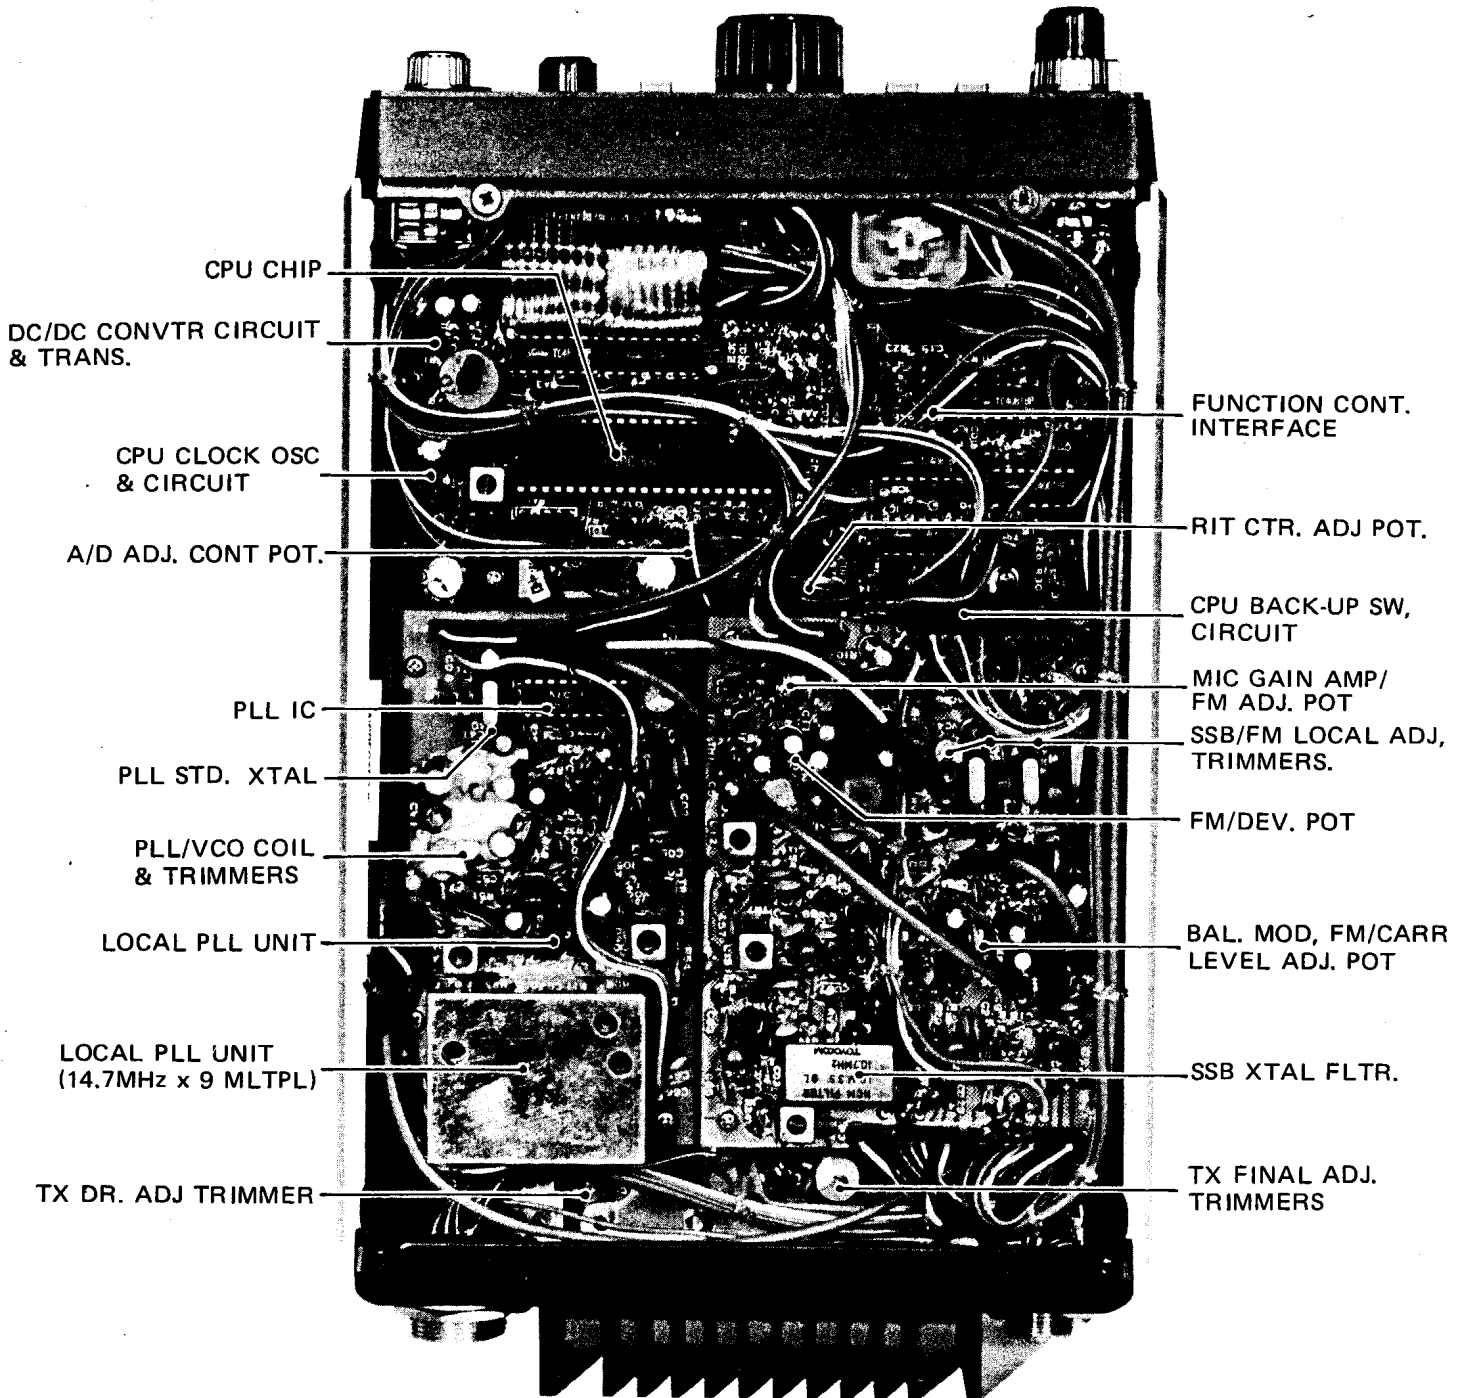 CPU CHIP
DC/DC CONVTR CIRCUIT
& TRANS.
CPU CLOCK OSC
& CIRCUIT
A/D ADJ. CONT POT.
PLL IC
PLL STD. XTAL
PLL/VCO COIL
& TRIMMERS
LOCAL PLL UNIT
LOCAL PLL UNIT
(14.7MHz x 9 MLTPL)
TX DR. ADJ TRIMMER
FUNCTION CONT.
INTERFACE
RIT CTR. ADJ POT.
CPU BACK-UP SW,
CIRCUIT
MIC GAIN AMP/
FM ADJ. POT
SSB/FM LOCAL ADJ,
TRIMMERS.
FM/DEV. POT
BAL. MOD, FM/CARR
LEVEL ADJ. POT
SSB XTAL FLTR.
TX FINAL ADJ.
TRIMMERS
FILTER
10.7MHz
TOYOCOM